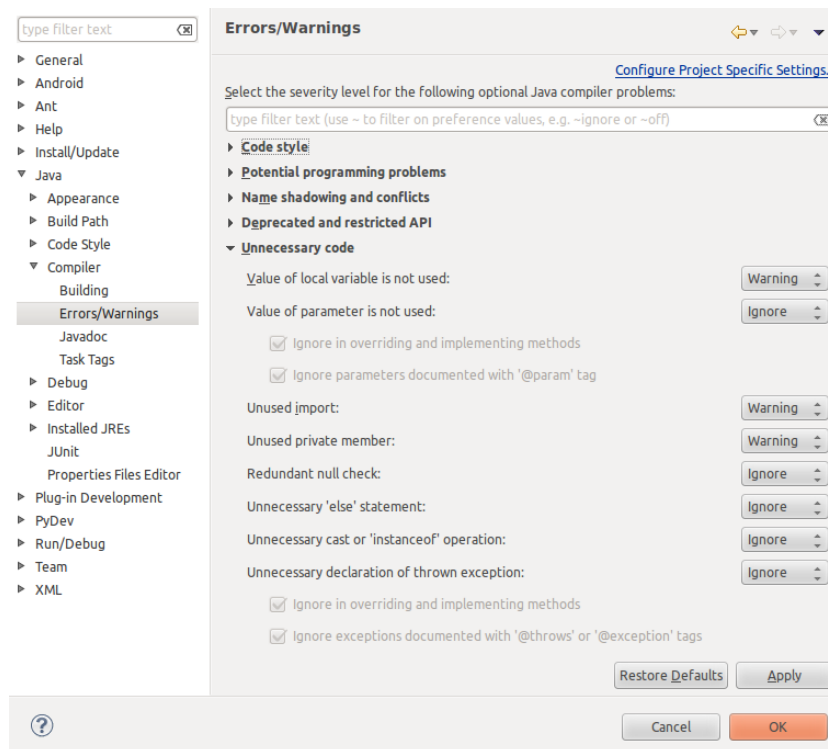 type filter text
General
Android
Ant
Help
Install/Update
Java
Appearance
Build Path
Code Style
Compiler
Building
Errors/Warnings
Javadoc
Task Tags
Debug
Editor
Installed JREs
JUnit
Properties Files Editor
Plug-in Development
PyDev
Run/Debug
Team
XML
Errors/Warnings
Configure Project Specific Settings.
Select the severity level for the following optional Java compiler problems:
type filter text (use ~ to filter on preference values, e.g. ~ignore or ~off)
Code style
Potential programming problems
Name shadowing and conflicts
Deprecated and restricted API
Unnecessary code
Value of local variable is not used: Warning
Value of parameter is not used: Ignore
Ignore in overriding and implementing methods
Ignore parameters documented with '@param' tag
Unused import: Warning
Unused private member: Warning
Redundant null check: Ignore
Unnecessary 'else' statement: Ignore
Unnecessary cast or 'instanceof' operation: Ignore
Unnecessary declaration of thrown exception: Ignore
Ignore in overriding and implementing methods
Ignore exceptions documented with '@throws' or '@exception' tags
Restore Defaults Apply
? Cancel OK